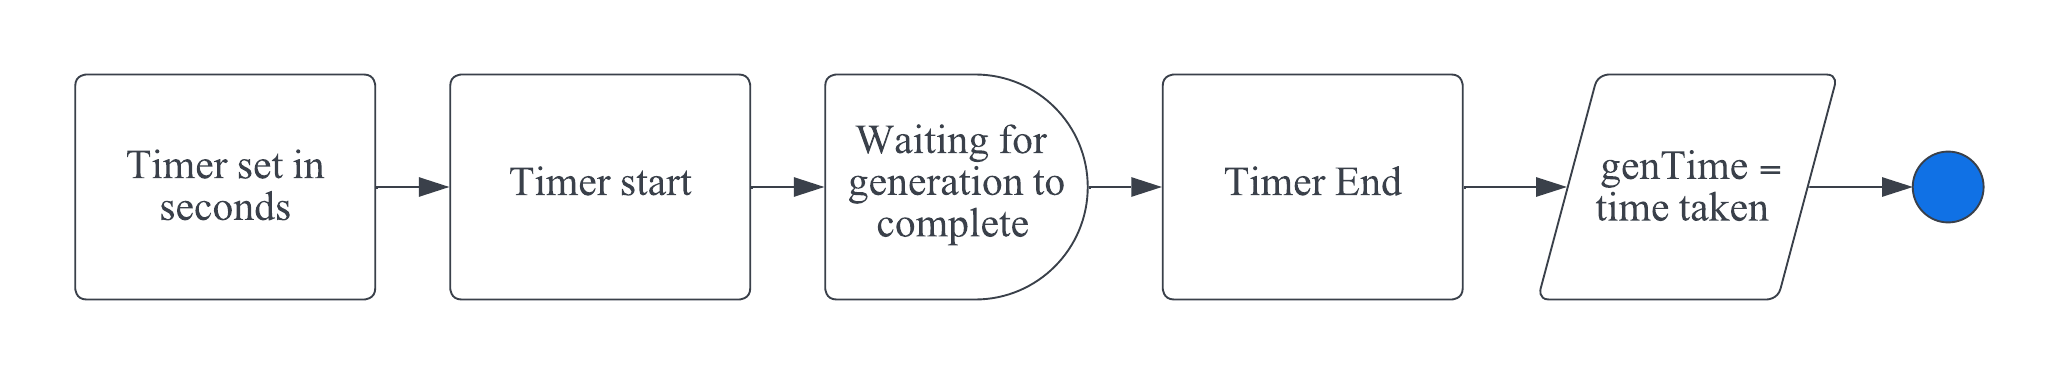 Timer set in
seconds
Timer start
Waiting for
generation to
complete
Timer End
genTime =
time taken